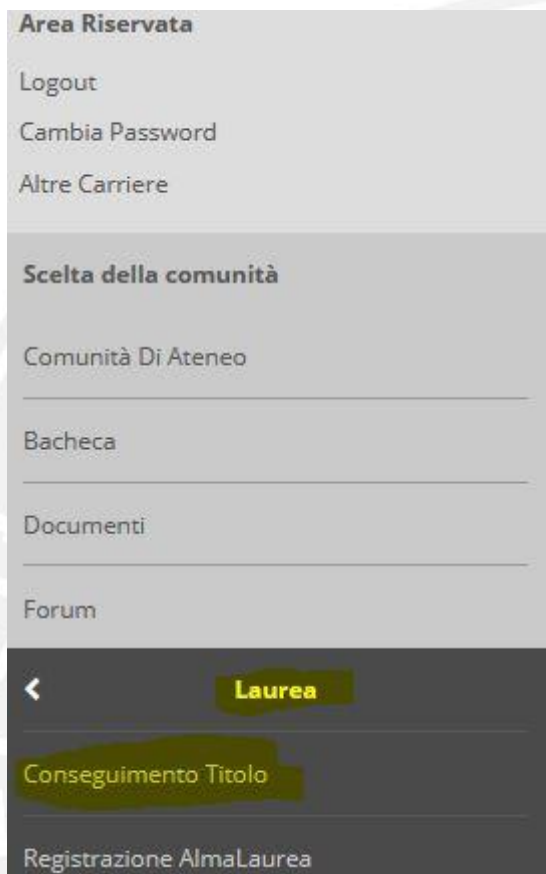 Area Riservata
Logout
Cambia Password
Altre Carriere
Scelta della comunità
Comunità Di Ateneo
Bacheca
Documenti
Forum
Laurea
Conseguimento Titolo
Registrazione AlmaLaurea